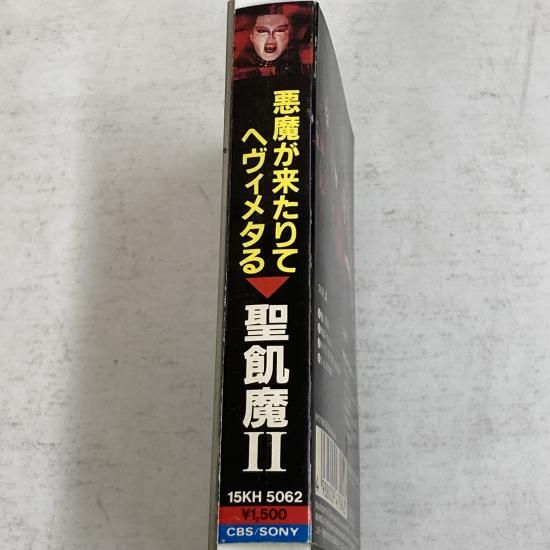 悪魔が来たりて
ヘヴィメタる
聖飢魔II
15KH 5062
¥1,500
CBS/SONY